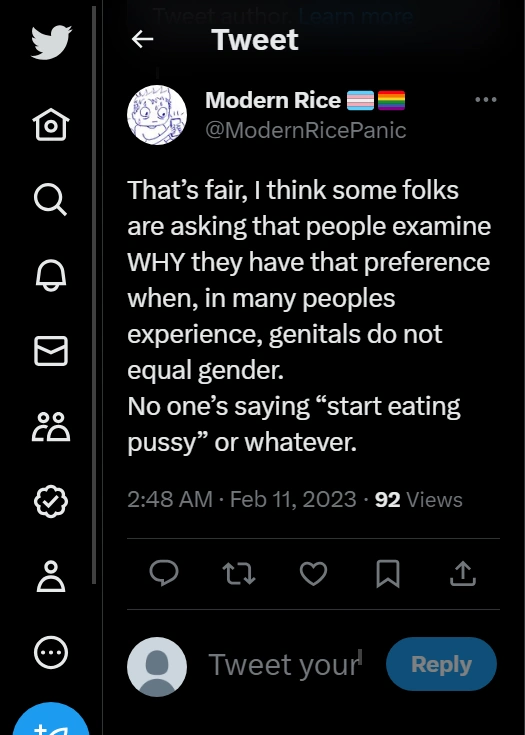 Tweet author. Learn more
Tweet
Modern Rice
@ModernRicePanic
That's fair, I think some folks
are asking that people examine
WHY they have that preference
when, in many peoples
experience, genitals do not
equal gender.
No one's saying “start eating
pussy” or whatever.
2:48 AM · Feb 11, 2023 · 92 Views
Tweet your
Reply